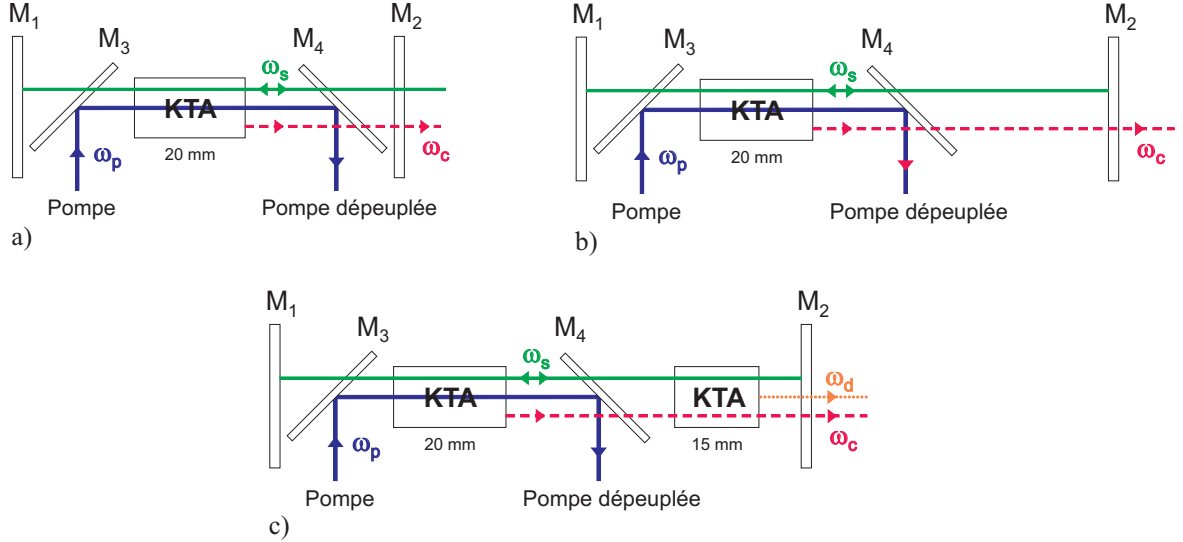 M1 M3 M4 M2
ωs
KTA
20 mm
ωp ωc
Pompe Pompe dépeuplée
a)
M1 M3 M4 M2
ωs
KTA
20 mm
ωp ωc
Pompe Pompe dépeuplée
b)
M1 M3 M4 M2
ωs ωd
KTA KTA
20 mm 15 mm
ωp ωc
Pompe Pompe dépeuplée
c)